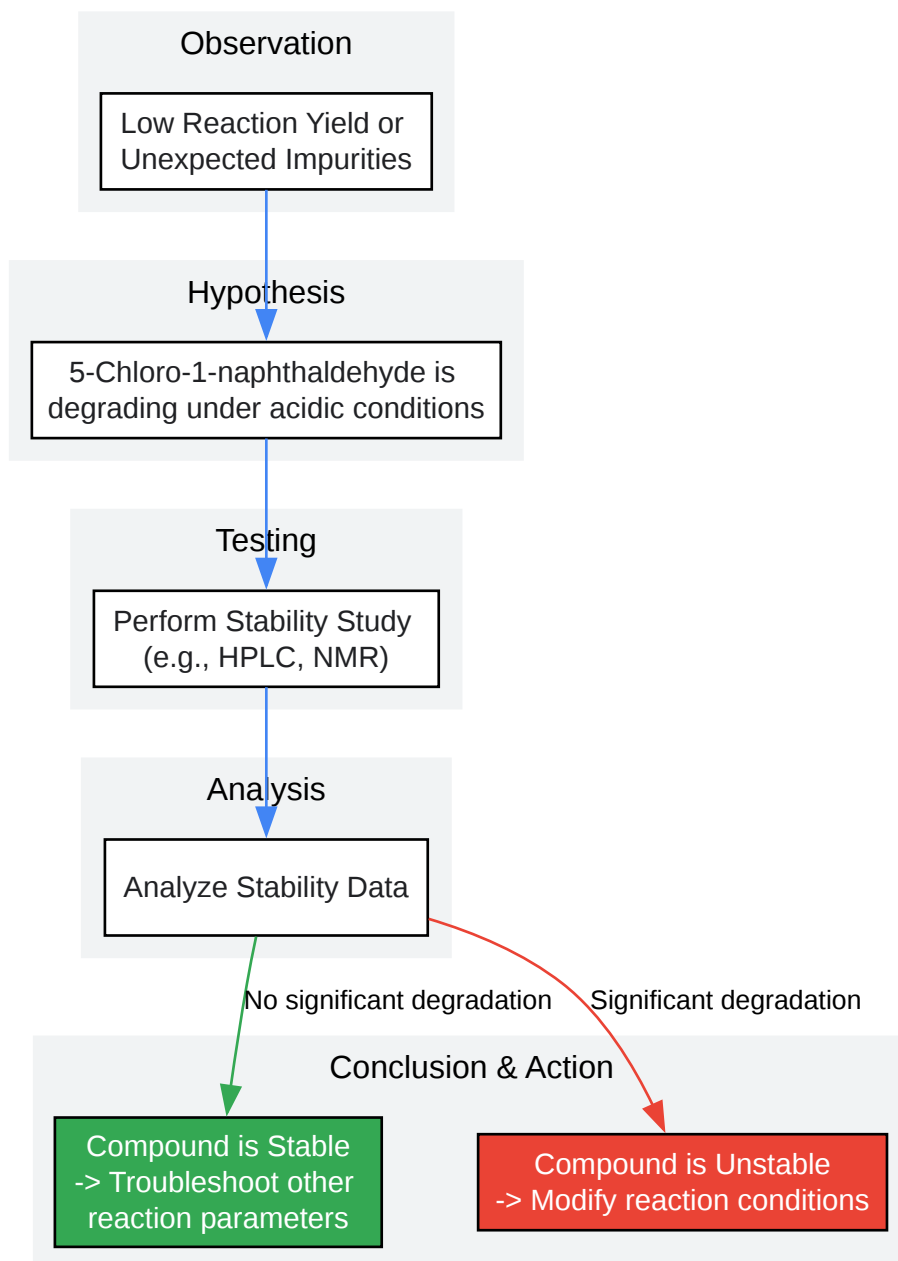 Observation
Low Reaction Yield or
Unexpected Impurities
Hypothesis
5-Chloro-1-naphthaldehyde is
degrading under acidic conditions
Testing
Perform Stability Study
(e.g., HPLC, NMR)
Analysis
Analyze Stability Data
No significant degradation
Significant degradation
Conclusion & Action
Compound is Stable
-> Troubleshoot other
reaction parameters
Compound is Unstable
-> Modify reaction conditions